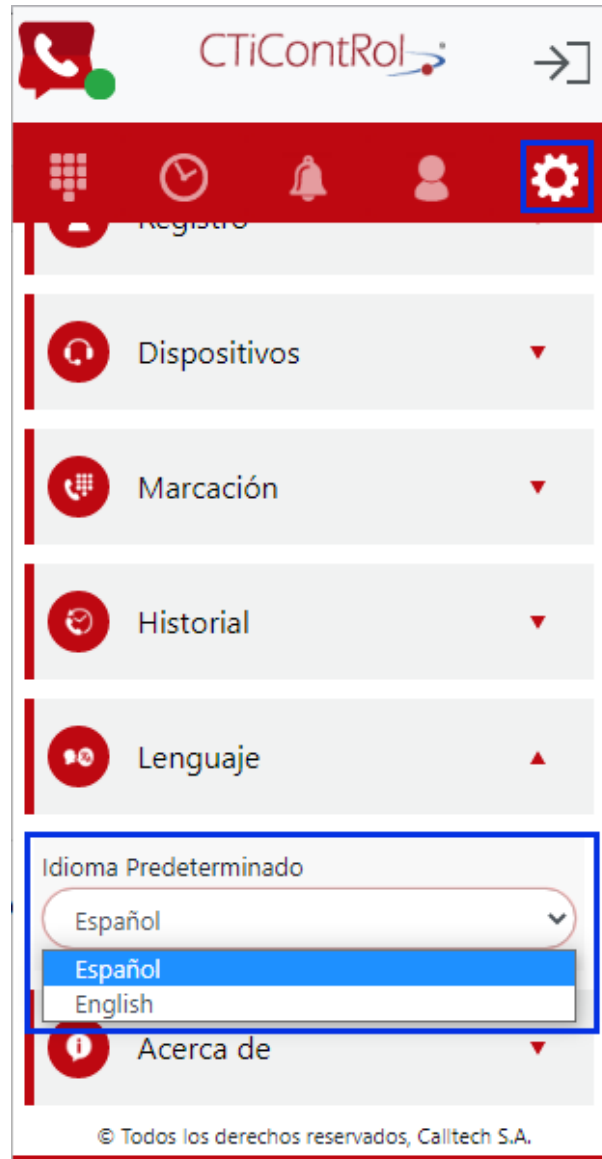 CTiContRol
Registro
Dispositivos
Marcación
Historial
Lenguaje
Idioma Predeterminado
Español
Español
English
Acerca de
© Todos los derechos reservados, Calltech S.A.